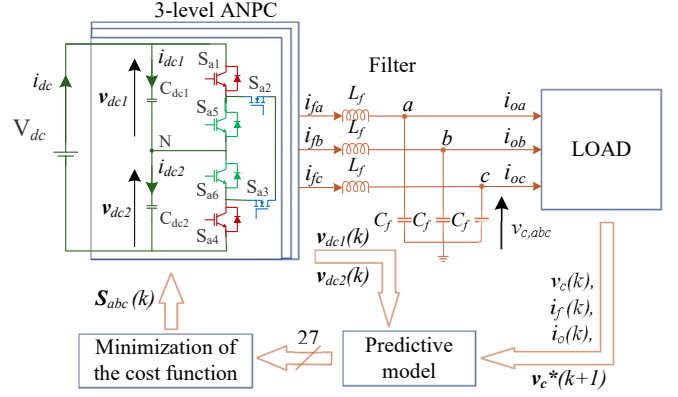 3-level ANPC
Filter
i_dc
V_dc
v_dc1
i_dc1
C_dc1
N
i_dc2
v_dc2
C_dc2
S_a1
S_a2
S_a5
S_a6
S_a3
S_a4
i_fa
i_fb
i_fc
L_f
L_f
L_f
a
b
c
i_oa
i_ob
i_oc
LOAD
C_f
C_f
C_f
v_c,abc
v_dc1(k)
v_dc2(k)
S_abc(k)
v_c(k),
i_f(k),
i_o(k),
v_c*(k+1)
27
Minimization of
the cost function
Predictive
model